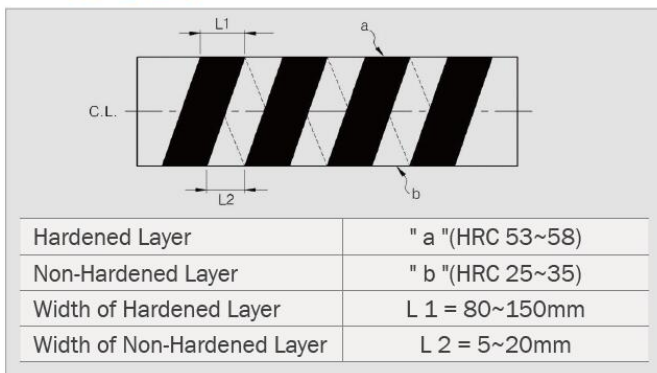 L1
a
C.L.
L2
b
Hardened Layer " a "(HRC 53~58)
Non-Hardened Layer " b "(HRC 25~35)
Width of Hardened Layer L 1 = 80~150mm
Width of Non-Hardened Layer L 2 = 5~20mm